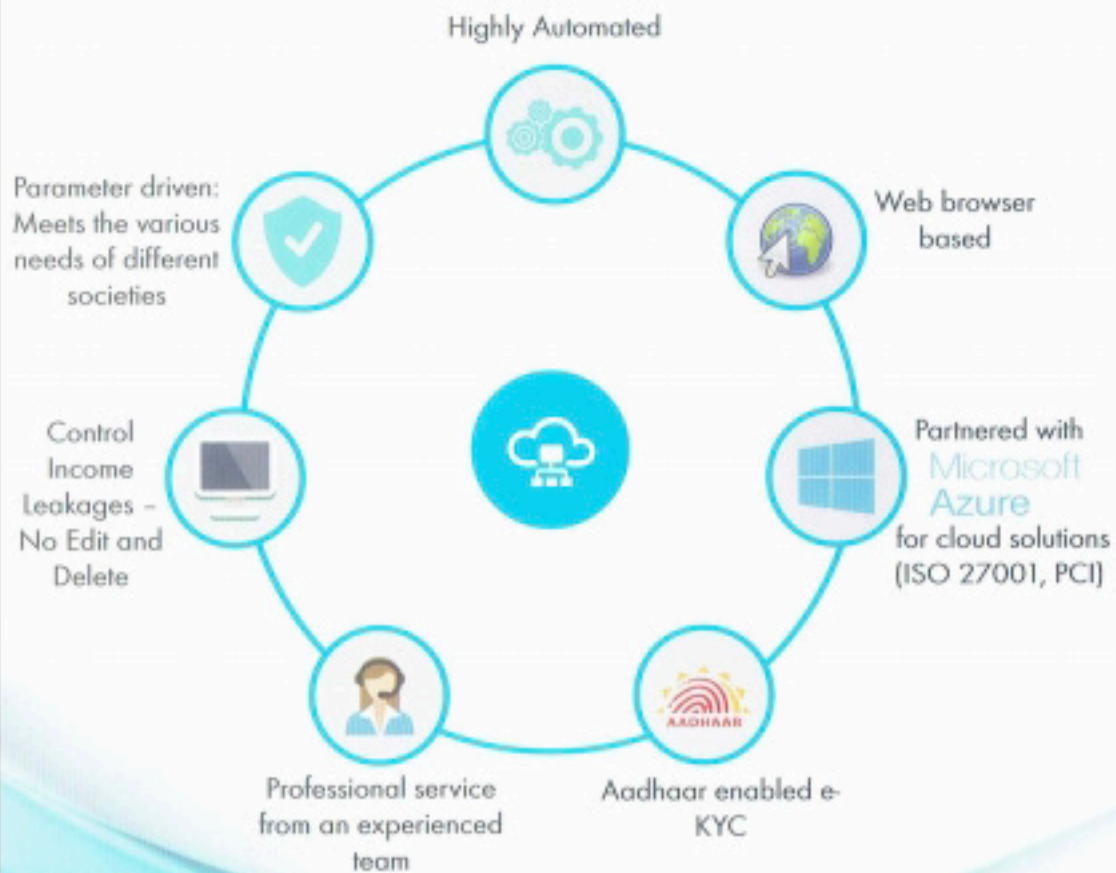 Highly Automated
Web browser
based
Partnered with
Microsoft
Azure
for cloud solutions
(ISO 27001, PCI)
AADHAAR
Aadhaar enabled e-
KYC
Professional service
from an experienced
team
Control
Income
Leakages –
No Edit and
Delete
Parameter driven:
Meets the various
needs of different
societies